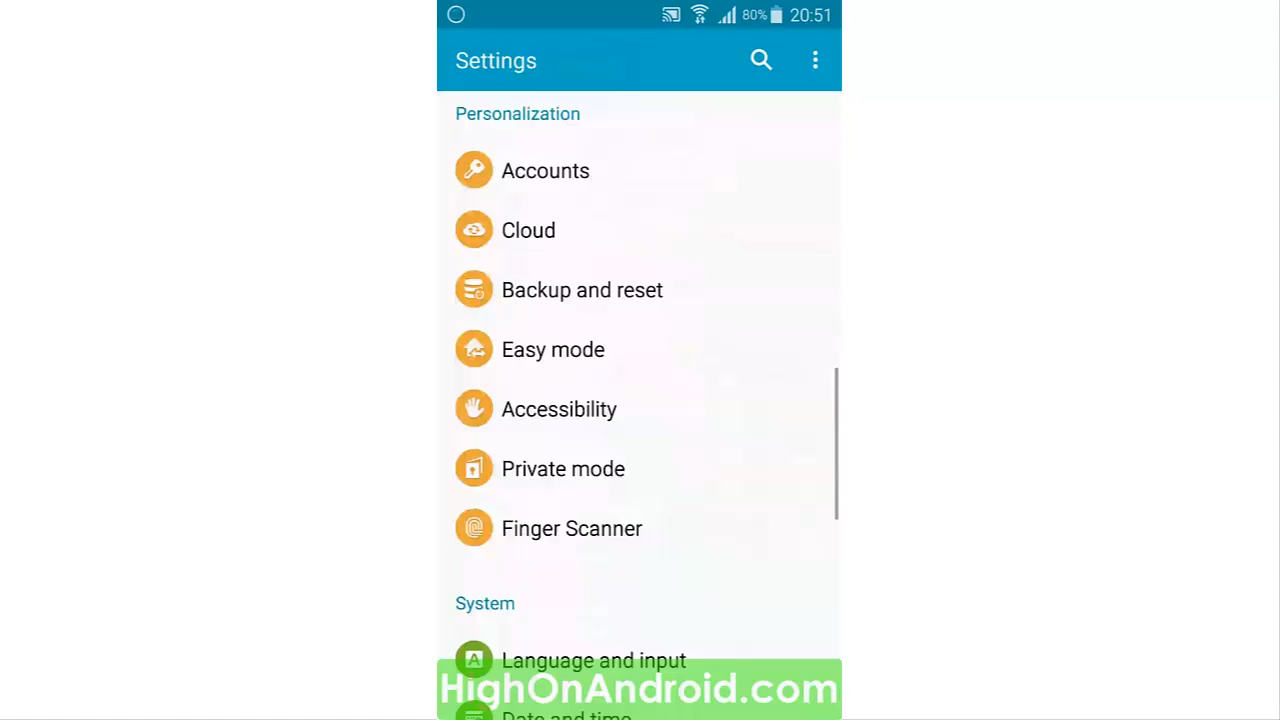 80% 20:51
Settings
Personalization
Accounts
Cloud
Backup and reset
Easy mode
Accessibility
Private mode
Finger Scanner
System
A Language and input
HighOnAndroid.com
Date and time